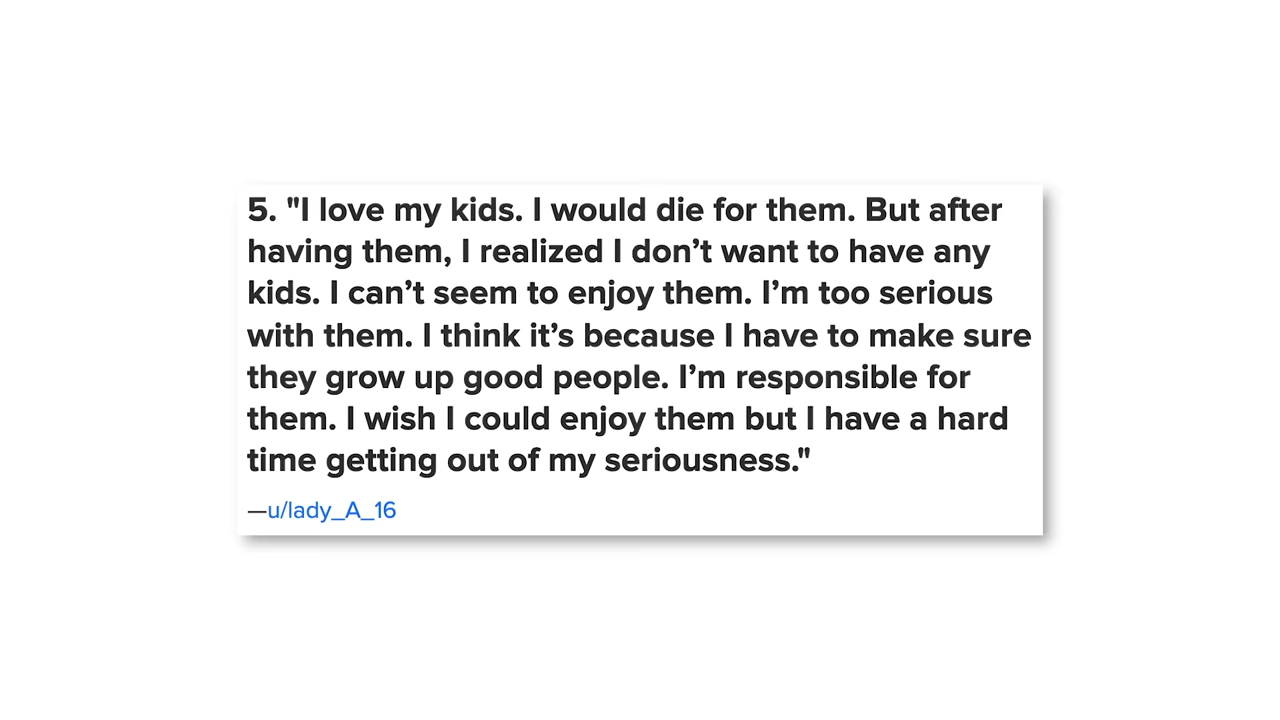 5. "I love my kids. I would die for them. But after
having them, I realized I don’t want to have any
kids. I can’t seem to enjoy them. I’m too serious
with them. I think it’s because I have to make sure
they grow up good people. I’m responsible for
them. I wish I could enjoy them but I have a hard
time getting out of my seriousness."
—u/lady_A_16